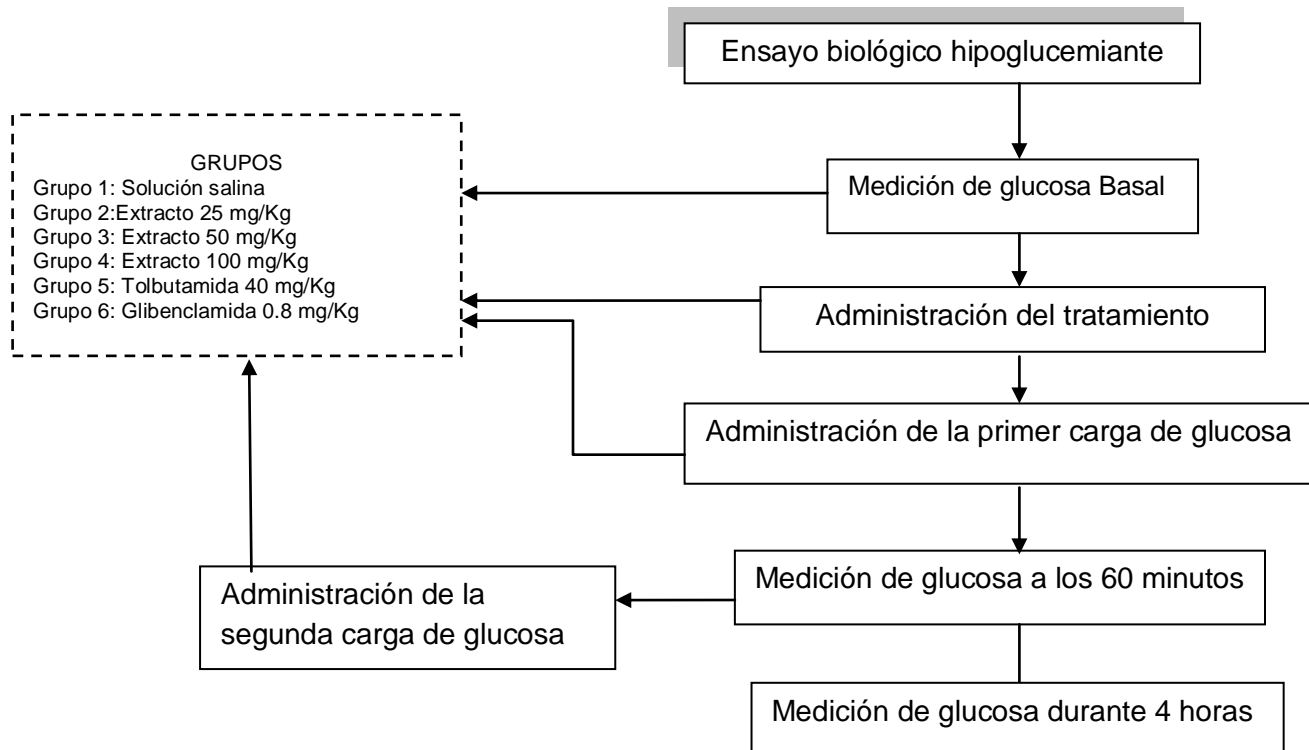 Ensayo biológico hipoglucemiante
GRUPOS
Grupo 1: Solución salina
Grupo 2:Extracto 25 mg/Kg
Grupo 3: Extracto 50 mg/Kg
Grupo 4: Extracto 100 mg/Kg
Grupo 5: Tolbutamida 40 mg/Kg
Grupo 6: Glibenclamida 0.8 mg/Kg
Medición de glucosa Basal
Administración del tratamiento
Administración de la primer carga de glucosa
Medición de glucosa a los 60 minutos
Administración de la
segunda carga de glucosa
Medición de glucosa durante 4 horas